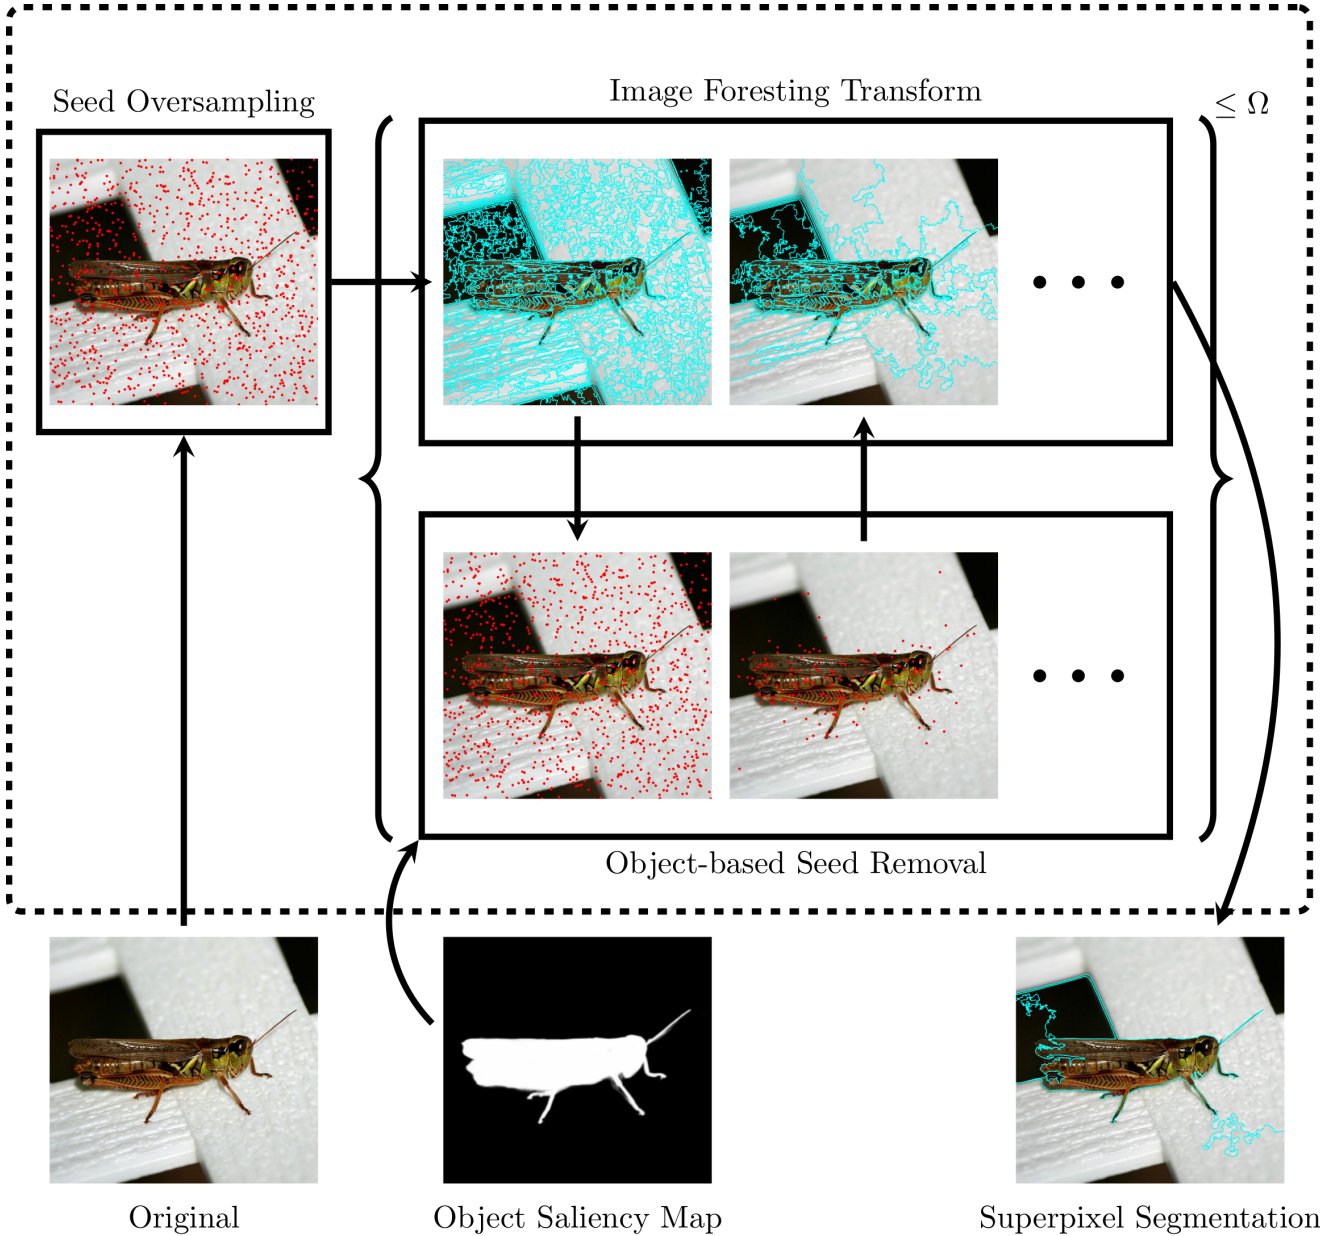 Seed Oversampling
Image Foresting Transform
≤ Ω
Object-based Seed Removal
Original
Object Saliency Map
Superpixel Segmentation